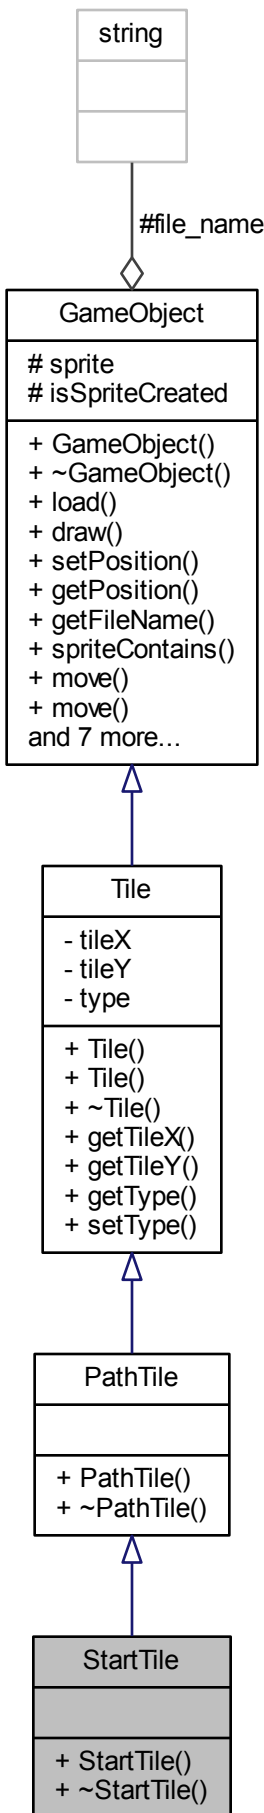 string
#file_name
GameObject
# sprite
# isSpriteCreated
+ GameObject()
+ ~GameObject()
+ load()
+ draw()
+ setPosition()
+ getPosition()
+ getFileName()
+ spriteContains()
+ move()
+ move()
and 7 more...
Tile
- tileX
- tileY
- type
+ Tile()
+ Tile()
+ ~Tile()
+ getTileX()
+ getTileY()
+ getType()
+ setType()
PathTile
+ PathTile()
+ ~PathTile()
StartTile
+ StartTile()
+ ~StartTile()